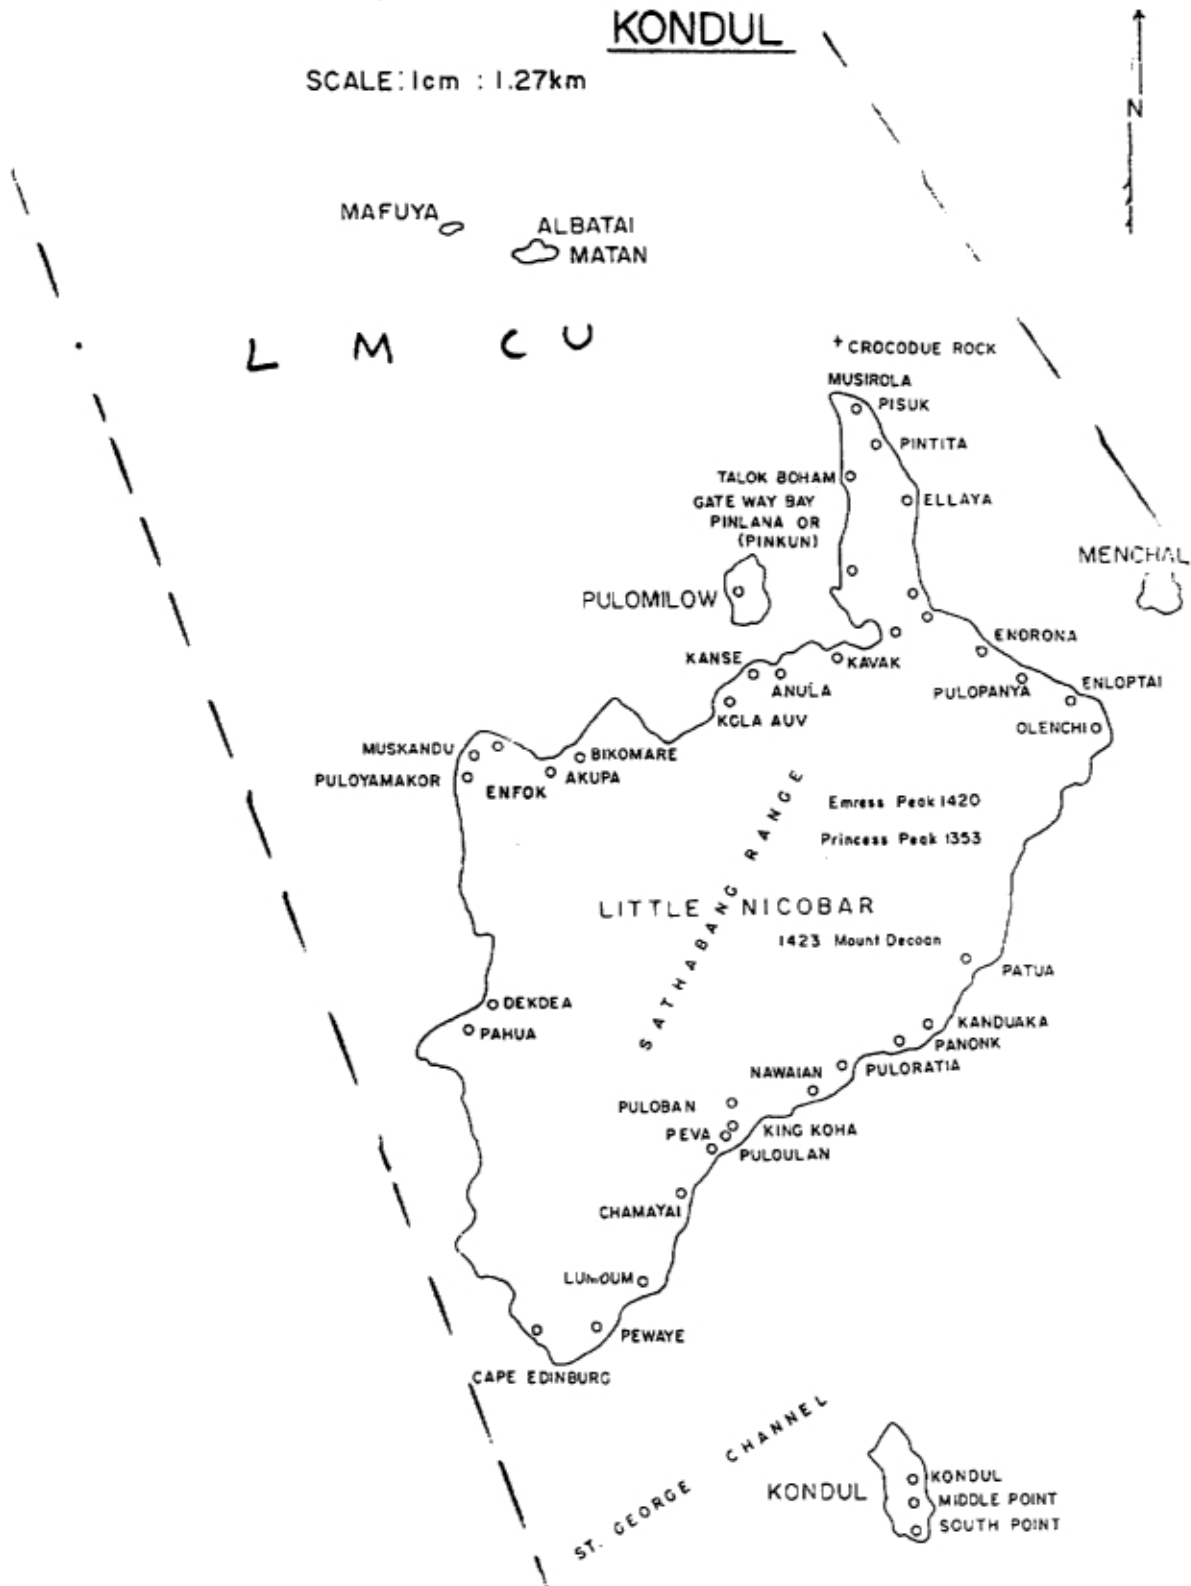 KONDUL
SCALE: 1cm : 1.27km
N
MAFUYA
ALBATAI
MATAN
L M C U
CROCODUE ROCK
MUSIROLA
PISUK
PINTITA
TALOK BOHAM
ELLAYA
GATE WAY BAY
PINLANA OR
(PINKUN)
MENCHAL
PULOMILOW
ENORONA
KANSE
KAVAK
ANULA
PULOPANYA
ENLOPTAI
KOLA AUV
OLENCHI
MUSKANDU
BIKOMARE
PULOYAMAKOR
ENFOK
AKUPA
Emress Peak 1420
Princess Peak 1353
SATHABANG RANGE
LITTLE NICOBAR
1423 Mount Decoan
PATUA
DEKDEA
PAHUA
KANDUAKA
PANONK
NAWAIAN
PULORATIA
PULOBAN
PEVA
KING KOHA
PULOULAN
CHAMAYAI
PEWAYE
CAPE EDINBURG
ST. GEORGE CHANNEL
KONDUL
KONDUL
MIDDLE POINT
SOUTH POINT